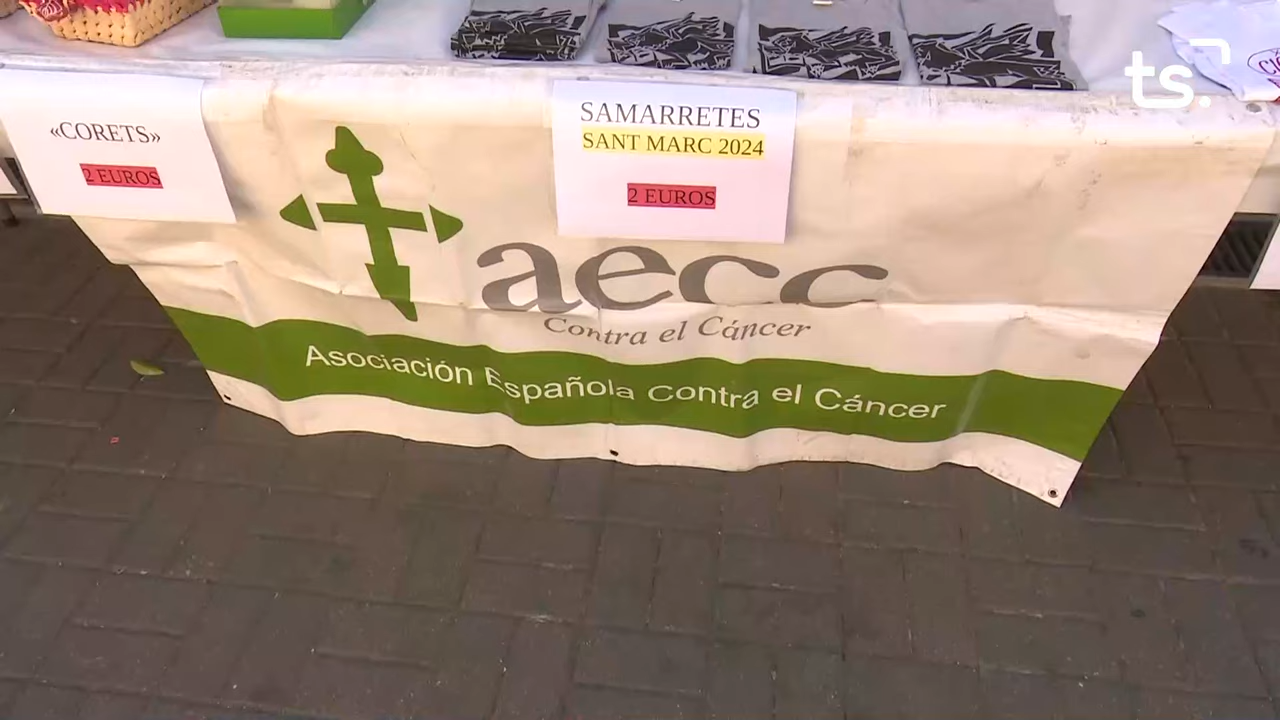 ts.
«CORETS»
2 EUROS
SAMARRETES
SANT MARC 2024
2 EUROS
aecc
Contra el Cáncer
Asociación Española Contra el Cáncer